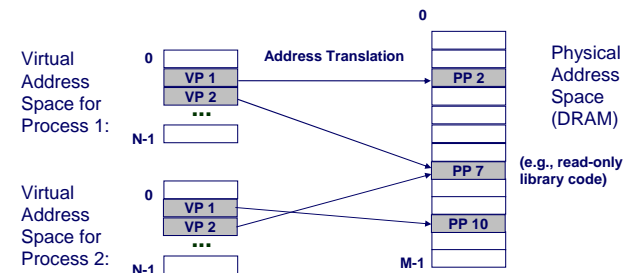 Virtual
Address
Space for
Process 1:
0
VP 1
VP 2
...
N-1
Address Translation
0
PP 2
PP 7
PP 10
M-1
Physical
Address
Space
(DRAM)
(e.g., read-only
library code)
Virtual
Address
Space for
Process 2:
0
VP 1
VP 2
...
N-1